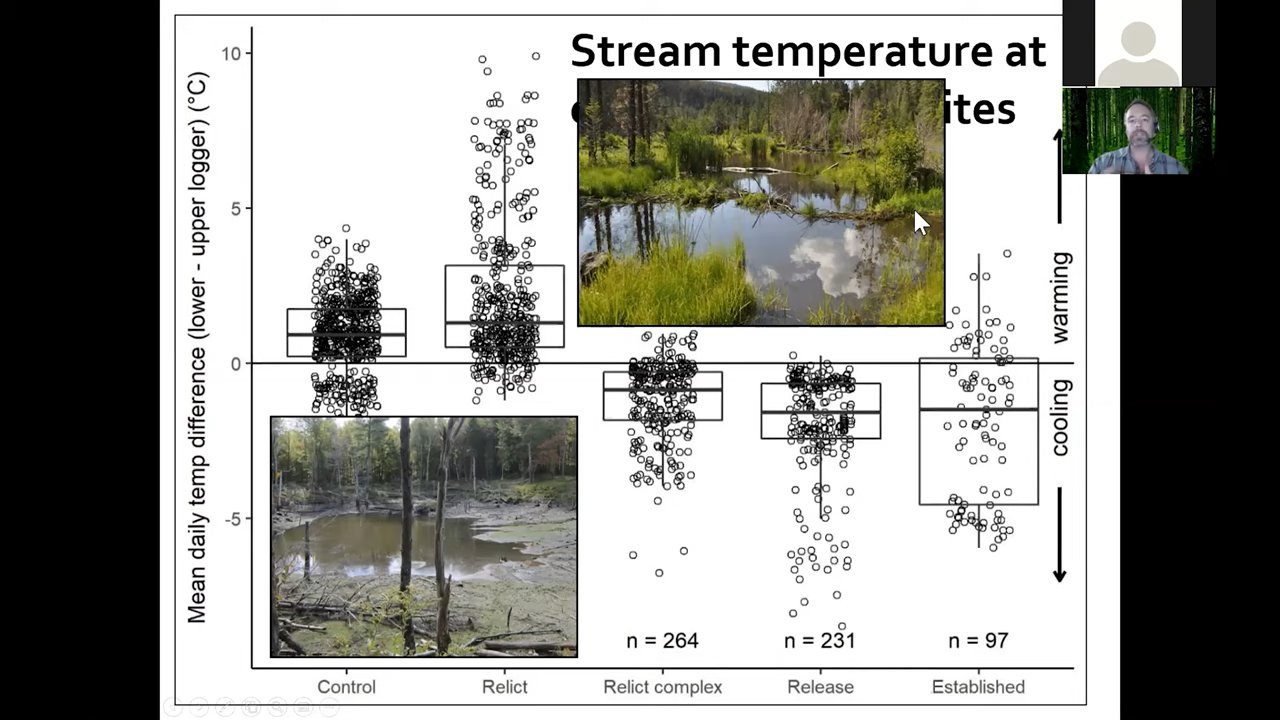 Stream temperature at
ites
Mean daily temp difference (lower - upper logger) (°C)
10
5
0
-5
warming
cooling
n = 264
n = 231
n = 97
Control
Relict
Relict complex
Release
Established